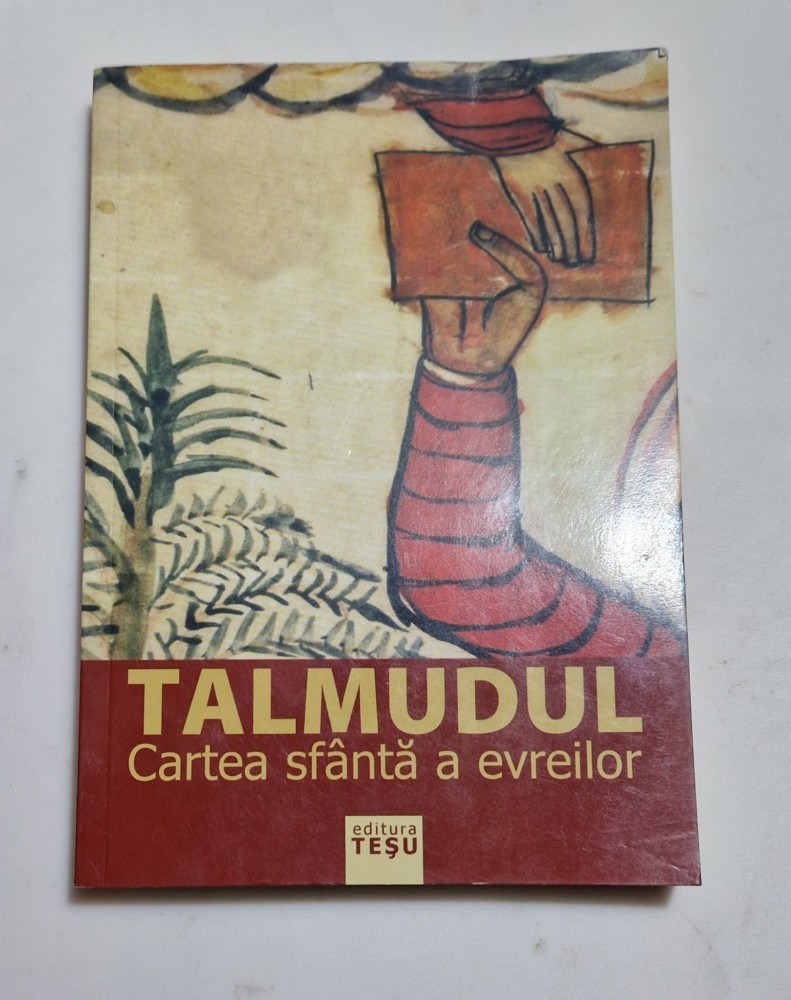 TALMUDUL
Cartea sfântă a evreilor
editura
TEŞU